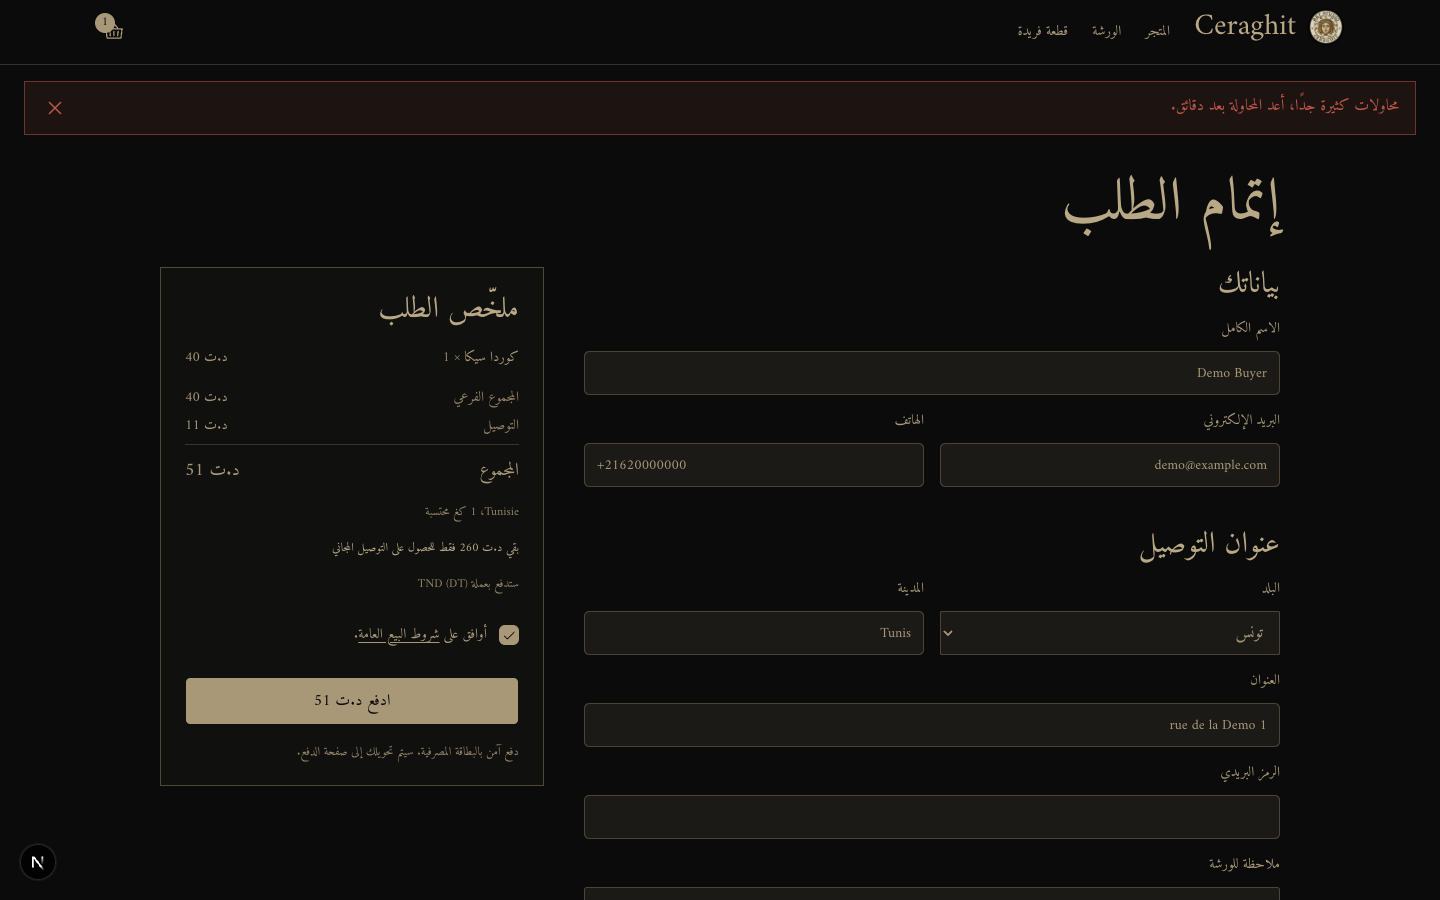 Ceraghit
المتجر
الورشة
قطعة فريدة
1
محاولات كثيرة جدًا، أعد المحاولة بعد دقائق.
إتمام الطلب
بياناتك
الاسم الكامل
Demo Buyer
البريد الإلكتروني
demo@example.com
الهاتف
+21620000000
عنوان التوصيل
البلد
تونس
المدينة
Tunis
العنوان
rue de la Demo 1
الرمز البريدي
ملاحظة للورشة
ملخّص الطلب
كوردا سيكا × 1 د.ت 40
المجموع الفرعي د.ت 40
التوصيل د.ت 11
المجموع د.ت 51
Tunisie، 1 كغ محتسبة
بقي د.ت 260 فقط للحصول على التوصيل المجاني
ستدفع بعملة TND (DT)
أوافق على شروط البيع العامة.
ادفع د.ت 51
دفع آمن بالبطاقة المصرفية. سيتم تحويلك إلى صفحة الدفع.